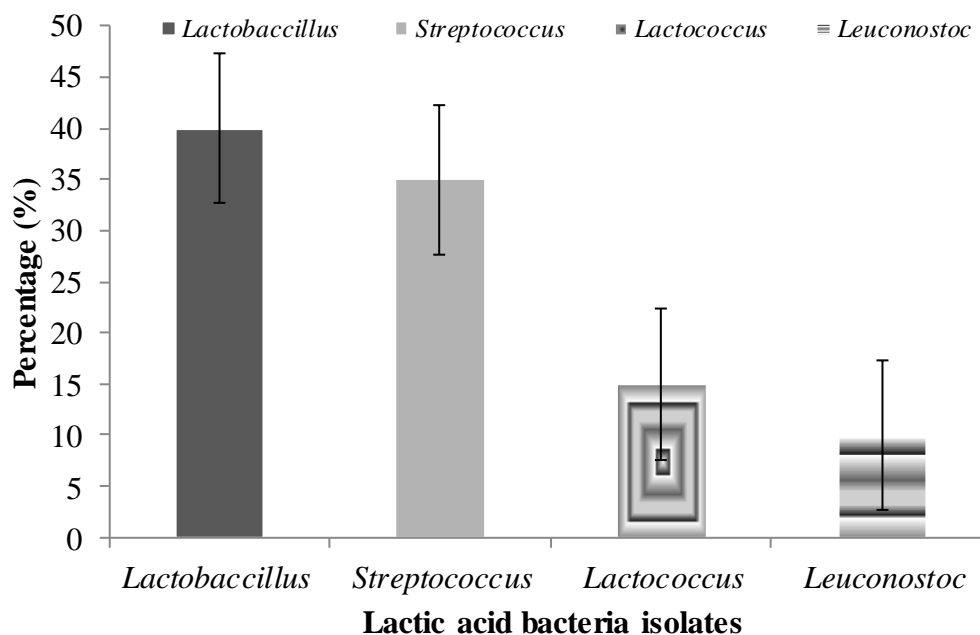 Lactobaccillus Streptococcus Lactococcus Leuconostoc
50
45
40
35
30
25
20
15
10
5
0
Percentage (%)
Lactobaccillus Streptococcus Lactococcus Leuconostoc
Lactic acid bacteria isolates